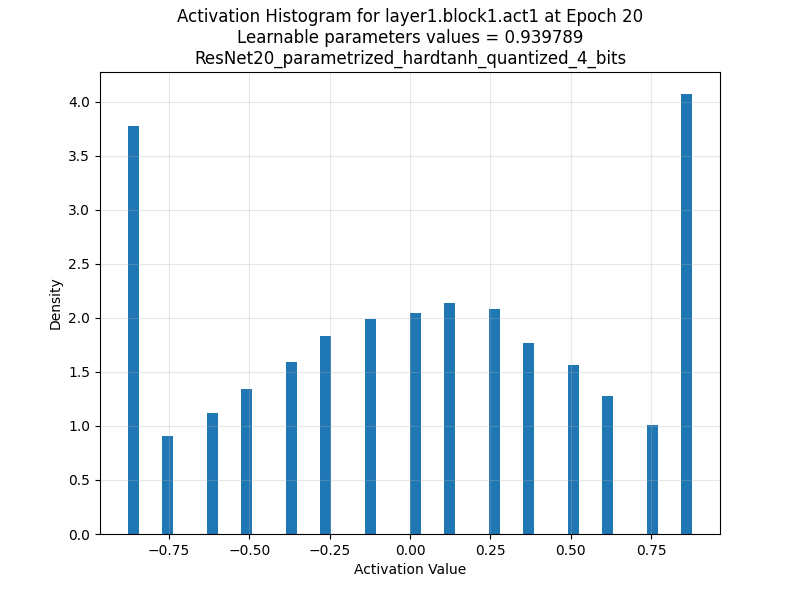 Activation Histogram for layer1.block1.act1 at Epoch 20
Learnable parameters values = 0.939789
ResNet20_parametrized_hardtanh_quantized_4_bits
4.0
3.5
3.0
2.5
2.0
1.5
1.0
0.5
0.0
Density
−0.75 −0.50 −0.25 0.00 0.25 0.50 0.75
Activation Value